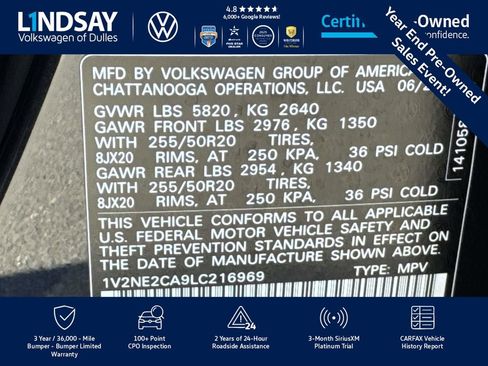 LINDSAY
Volkswagen of Dulles
4.8 ★★★★★
6,000+ Google Reviews!
Year End Pre-Owned
Sales Event!
MFD BY VOLKSWAGEN GROUP OF AMERICA
CHATTANOOGA OPERATIONS, LLC. USA 06/2
GVWR LBS 5820, KG 2640
GAWR FRONT LBS 2976, KG 1350
WITH 255/50R20 TIRES,
8JX20 RIMS, AT 250 KPA, 36 PSI COLD
GAWR REAR LBS 2954, KG 1340
WITH 255/50R20 TIRES,
8JX20 RIMS, AT 250 KPA, 36 PSI COLD
THIS VEHICLE CONFORMS TO ALL APPLICABLE
U.S. FEDERAL MOTOR VEHICLE SAFETY AND
THEFT PREVENTION STANDARDS IN EFFECT ON
THE DATE OF MANUFACTURE SHOWN ABOVE.
1V2NE2CA9LC216969 TYPE: MPV
3 Year / 36,000 - Mile
Bumper - Bumper Limited
Warranty
100+ Point
CPO Inspection
24
2 Years of 24-Hour
Roadside Assistance
3-Month SiriusXM
Platinum Trial
CARFAX Vehicle
History Report